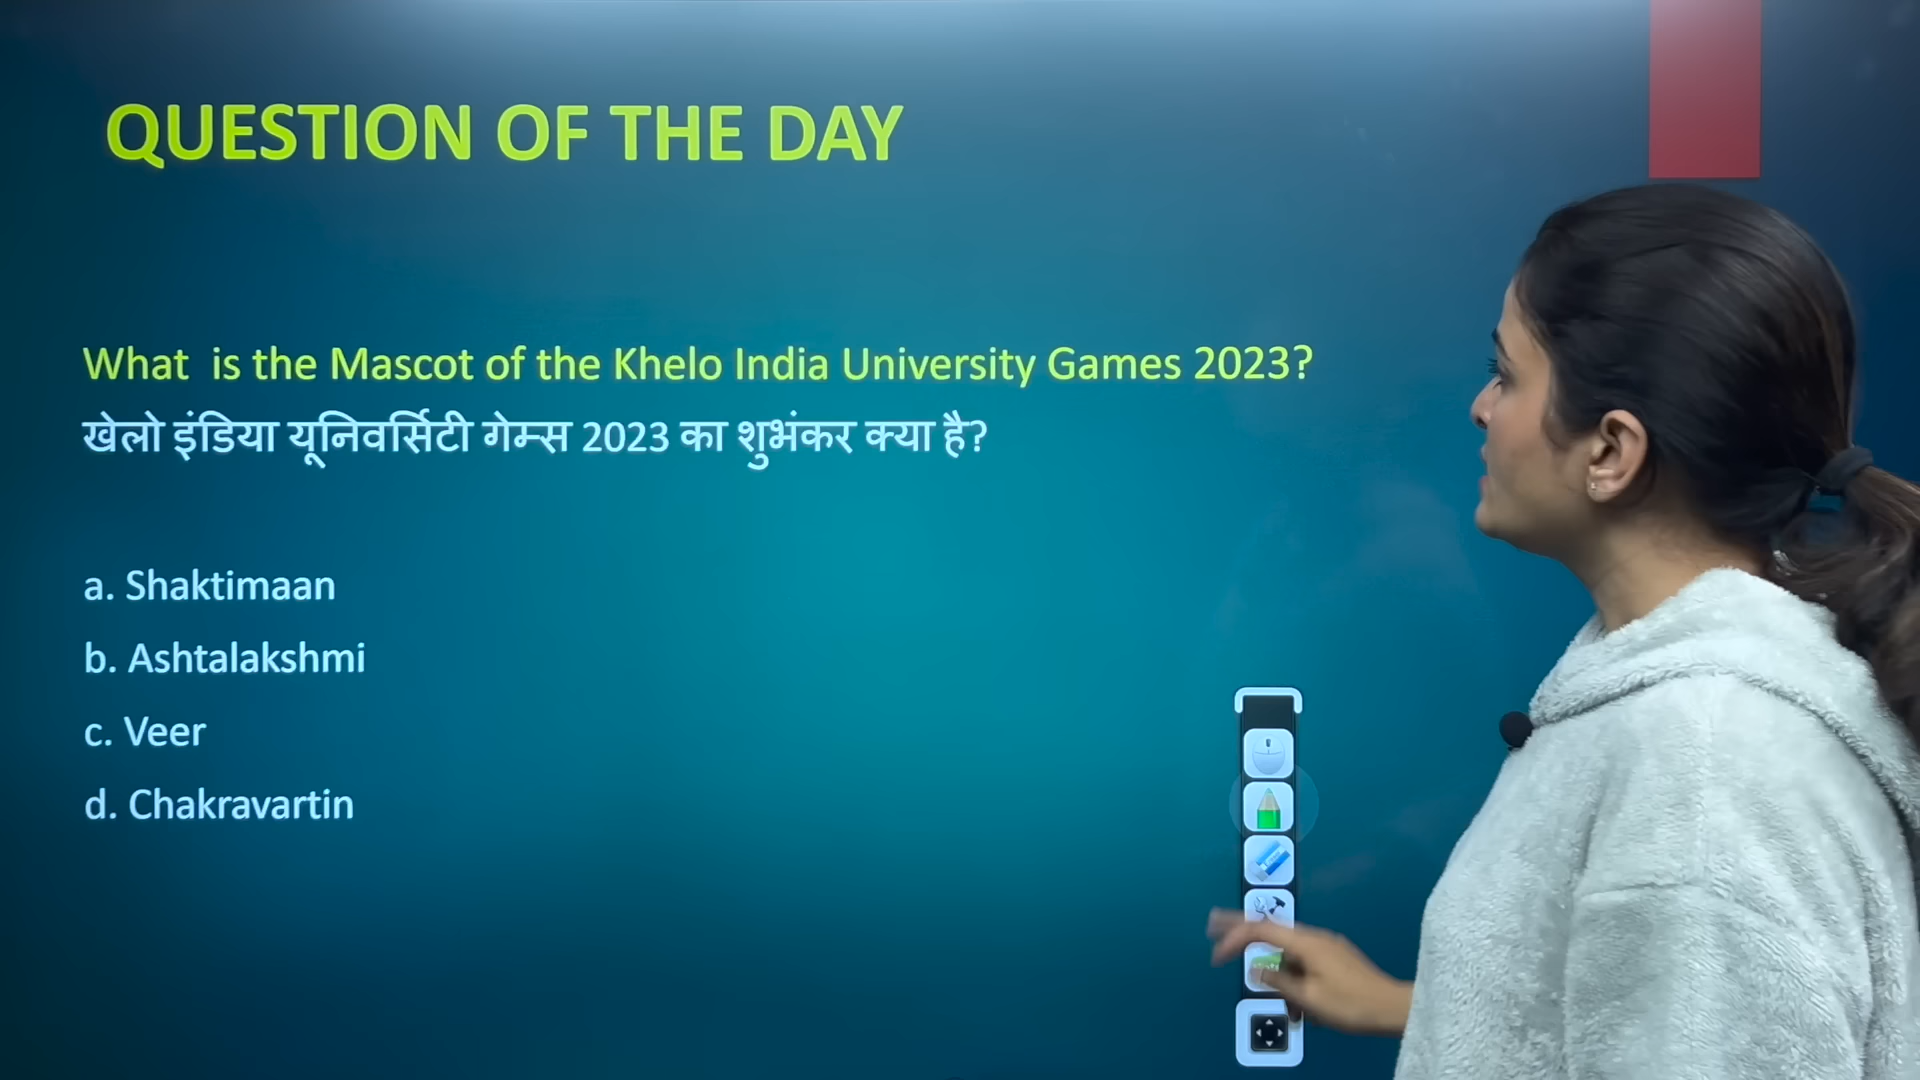 QUESTION OF THE DAY
What is the Mascot of the Khelo India University Games 2023?
खेलो इंडिया यूनिवर्सिटी गेम्स 2023 का शुभंकर क्या है?
a. Shaktimaan
b. Ashtalakshmi
c. Veer
d. Chakravartin